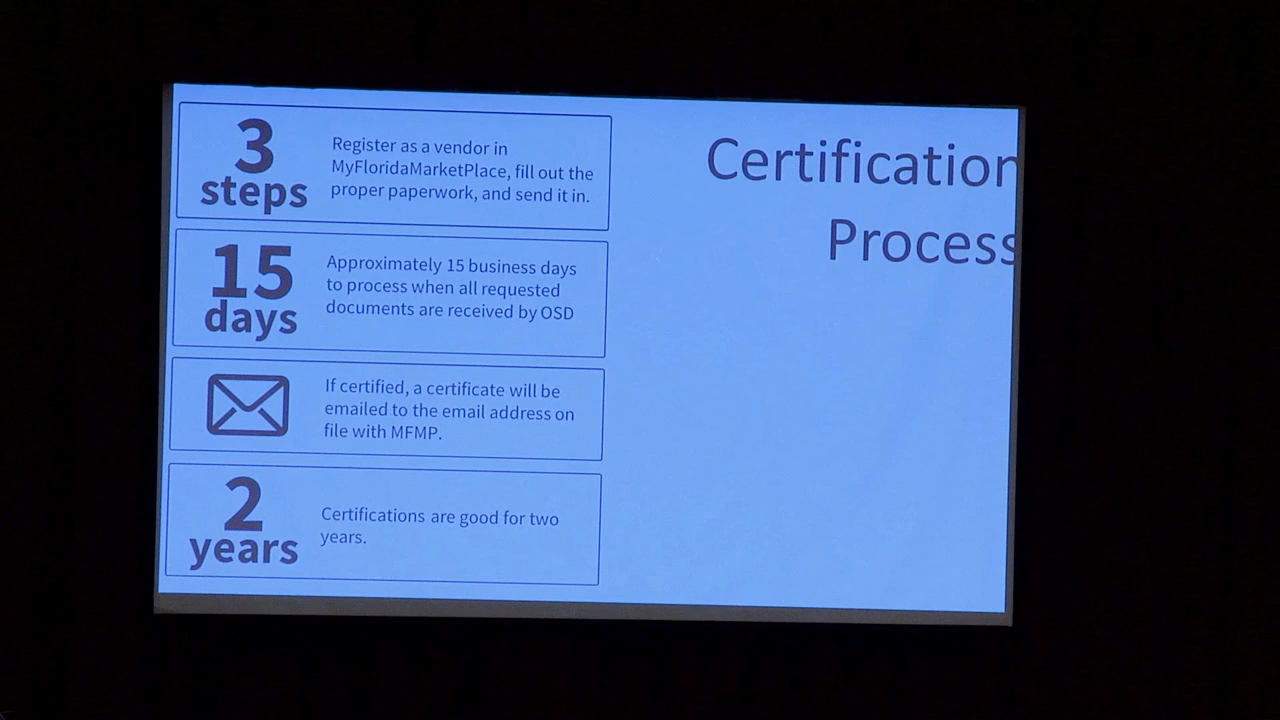 3
steps
Register as a vendor in
MyFloridaMarketPlace, fill out the
proper paperwork, and send it in.
15
days
Approximately 15 business days
to process when all requested
documents are received by OSD
If certified, a certificate will be
emailed to the email address on
file with MFMP.
2
years
Certifications are good for two
years.
Certification
Process